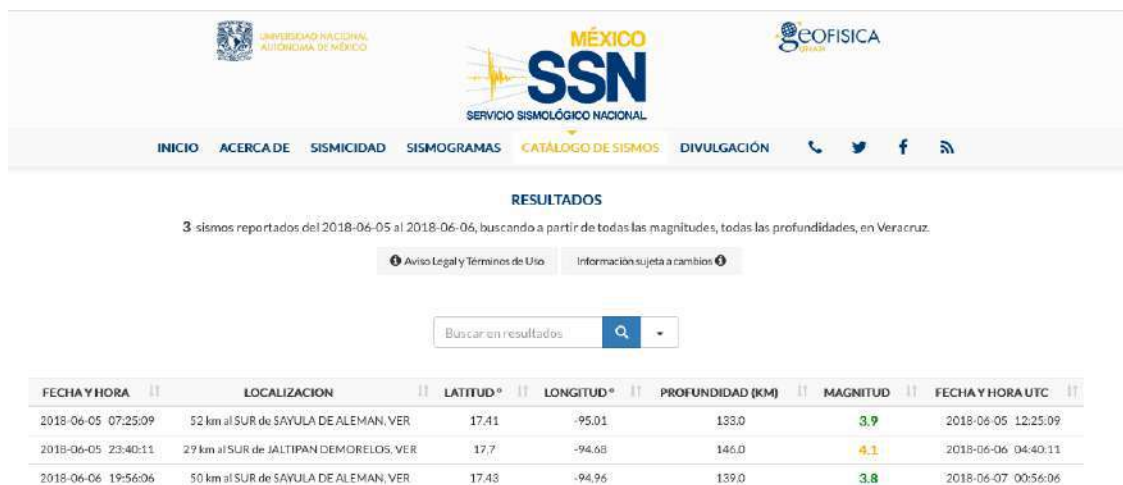 UNIVERSIDAD NACIONAL
AUTÓNOMA DE MÉXICO
MÉXICO
SSN
SERVICIO SISMOLÓGICO NACIONAL
GEOFISICA
UNAM
INICIO ACERCA DE SISMICIDAD SISMOGRAMAS CATÁLOGO DE SISMOS DIVULGACIÓN
RESULTADOS
3 sismos reportados del 2018-06-05 al 2018-06-06, buscando a partir de todas las magnitudes, todas las profundidades, en Veracruz.
Aviso Legal y Términos de Uso Información sujeta a cambios
Buscar en resultados
FECHA Y HORA LOCALIZACION LATITUD ° LONGITUD ° PROFUNDIDAD (KM) MAGNITUD FECHA Y HORA UTC
2018-06-05 07:25:09 52 km al SUR de SAYULA DE ALEMAN, VER 17.41 -95.01 133.0 3.9 2018-06-05 12:25:09
2018-06-05 23:40:11 29 km al SUR de JALTIPAN DE MORELOS, VER 17.7 -94.68 146.0 4.1 2018-06-06 04:40:11
2018-06-06 19:56:06 50 km al SUR de SAYULA DE ALEMAN, VER 17.43 -94.96 139.0 3.8 2018-06-07 00:56:06